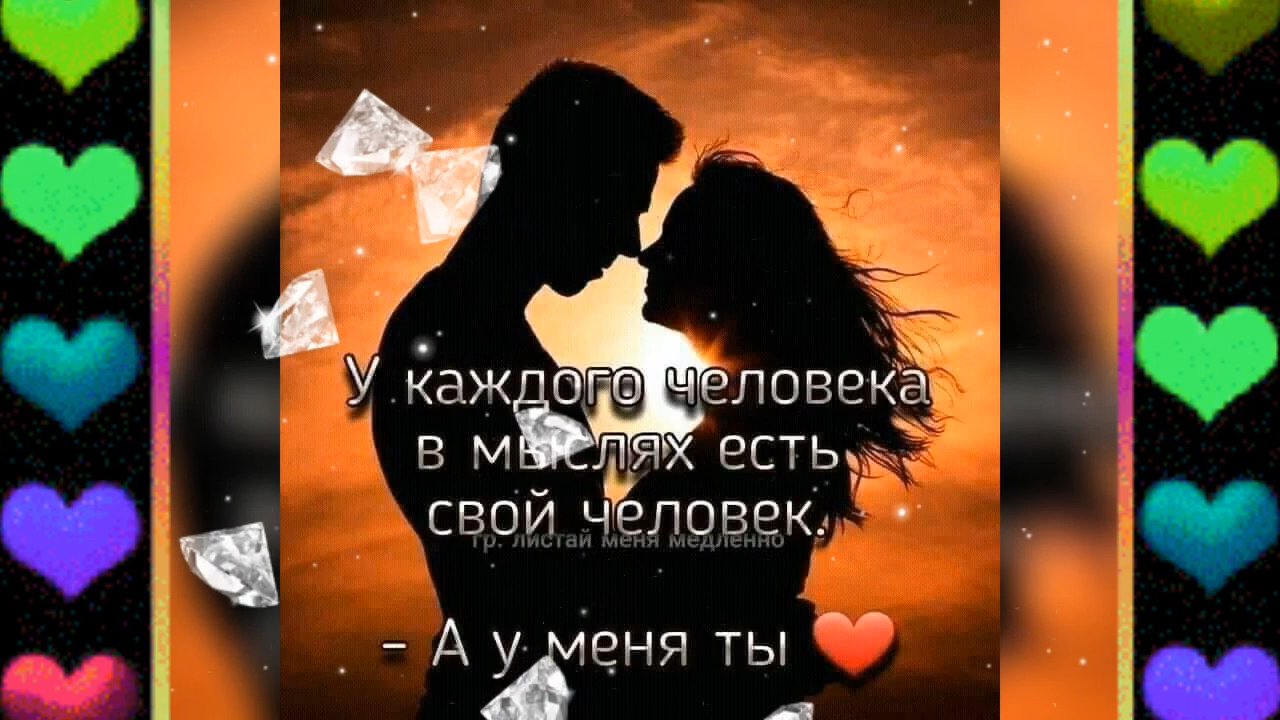 У каждого человека
в мыслях есть
свой человек.
гр. листай меня медленно
- А у меня ты ❤️